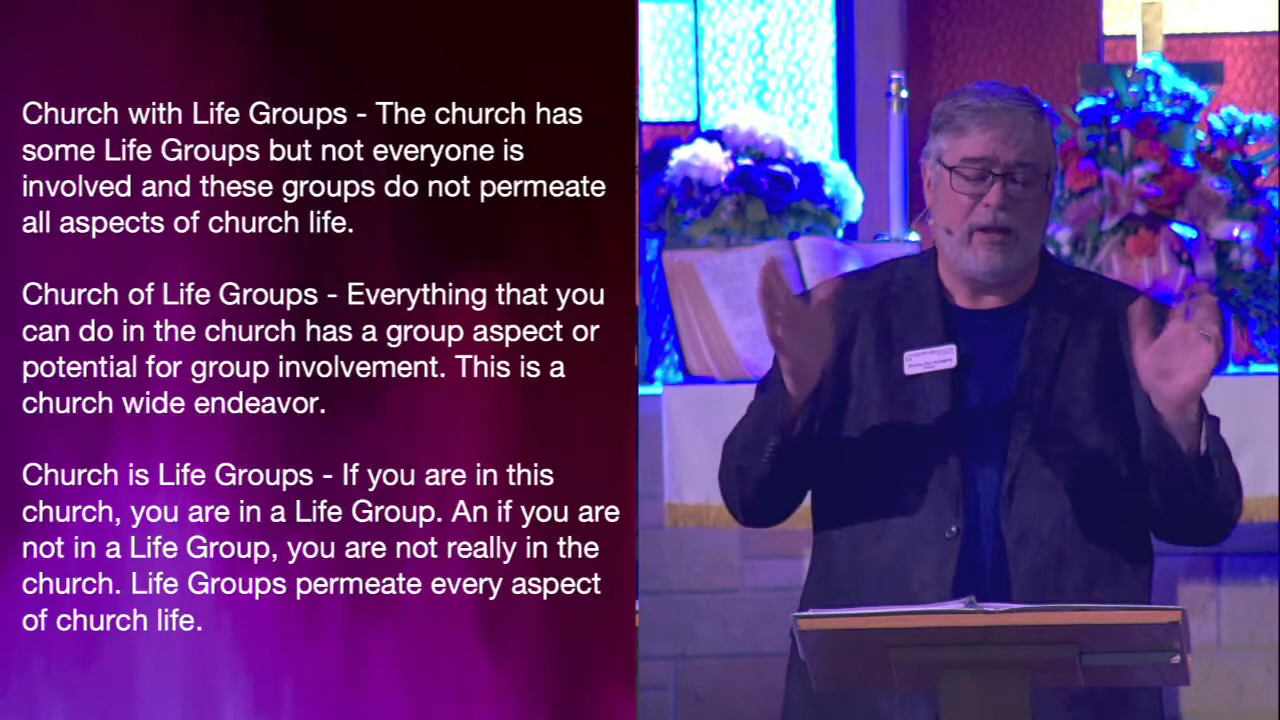 Church with Life Groups - The church has
some Life Groups but not everyone is
involved and these groups do not permeate
all aspects of church life.
Church of Life Groups - Everything that you
can do in the church has a group aspect or
potential for group involvement. This is a
church wide endeavor.
Church is Life Groups - If you are in this
church, you are in a Life Group. An if you are
not in a Life Group, you are not really in the
church. Life Groups permeate every aspect
of church life.